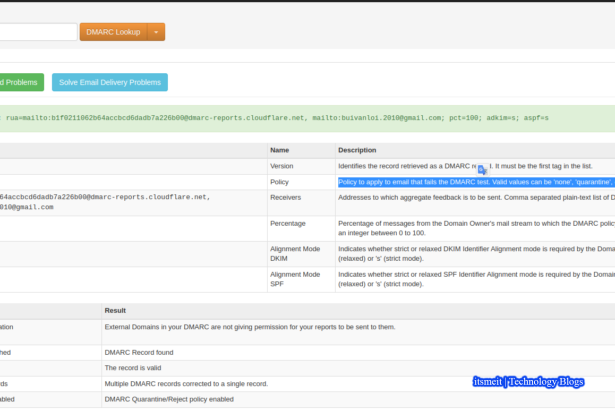 DMARC Lookup
d Problems
Solve Email Delivery Problems
rua=mailto:b1f0211062b64accbcd6dadb7a226b00@dmarc-reports.cloudflare.net, mailto:buivanloi.2010@gmail.com; pct=100; adkim=s; aspf=s
Name Description
Version Identifies the record retrieved as a DMARC It must be the first tag in the list.
Policy Policy to apply to email that fails the DMARC test. Valid values can be 'none', 'quarantine',
64accbcd6dadb7a226b00@dmarc-reports.cloudflare.net, Receivers Addresses to which aggregate feedback is to be sent. Comma separated plain-text list of D
010@gmail.com
Percentage Percentage of messages from the Domain Owner's mail stream to which the DMARC polic
an integer between 0 to 100.
Alignment Mode Indicates whether strict or relaxed DKIM Identifier Alignment mode is required by the Doma
DKIM (relaxed) or 's' (strict mode).
Alignment Mode Indicates whether strict or relaxed SPF Identifier Alignment mode is required by the Domain
SPF (relaxed) or 's' (strict mode).
Result
ation External Domains in your DMARC are not giving permission for your reports to be sent to them.
hed DMARC Record found
The record is valid
rds Multiple DMARC records corrected to a single record.
abled DMARC Quarantine/Reject policy enabled
itsmeit | Technology Blogs